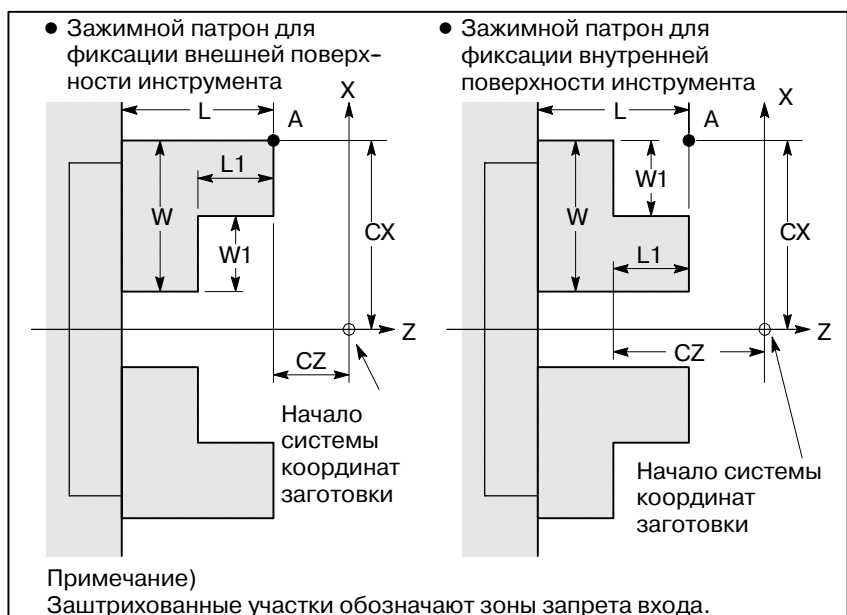 ● Зажимной патрон для
фиксации внешней поверх-
ности инструмента
L
A
X
L1
W
W1
CX
Z
CZ
Начало
системы
координат
заготовки
● Зажимной патрон для
фиксации внутренней
поверхности инструмента
L
A
X
W1
W
L1
CX
Z
CZ
Начало системы
координат
заготовки
Примечание)
Заштрихованные участки обозначают зоны запрета входа.